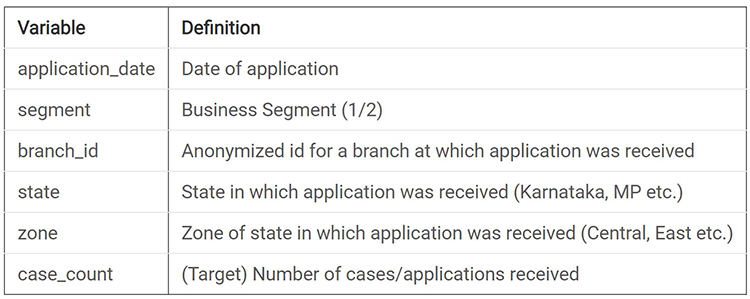 Variable Definition
application_date Date of application
segment Business Segment (1/2)
branch_id Anonymized id for a branch at which application was received
state State in which application was received (Karnataka, MP etc.)
zone Zone of state in which application was received (Central, East etc.)
case_count (Target) Number of cases/applications received